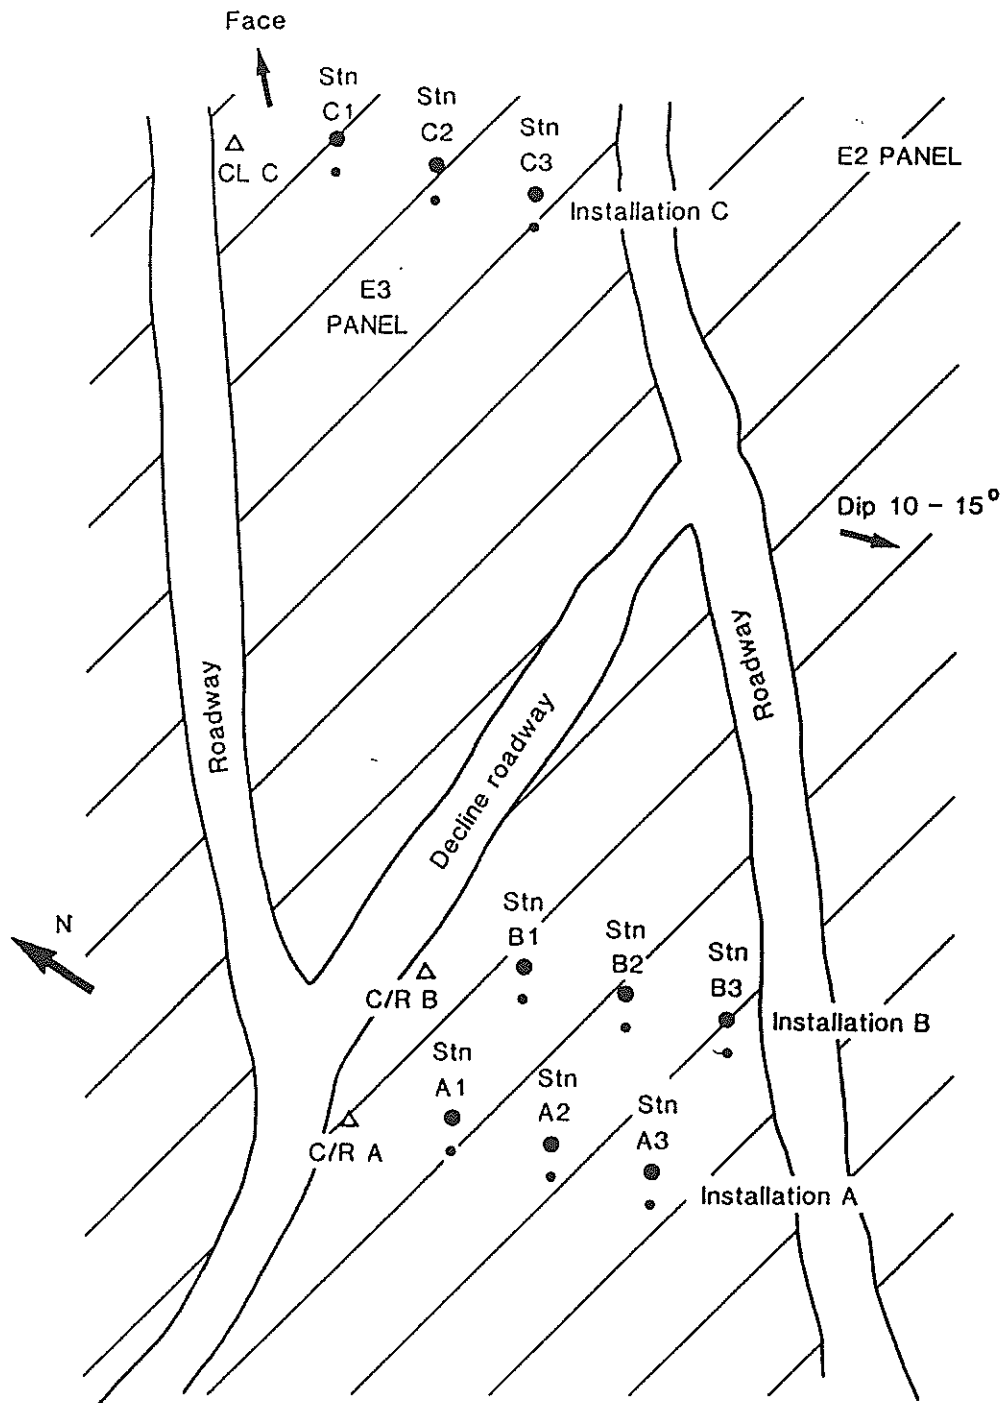 Face
Stn
C1
Stn
C2
Stn
C3
CL C
E2 PANEL
Installation C
E3
PANEL
Dip 10 – 15°
Roadway
Roadway
Decline roadway
N
Stn
B1
Stn
B2
Stn
B3
C/R B
Installation B
Stn
A1
Stn
A2
Stn
A3
C/R A
Installation A